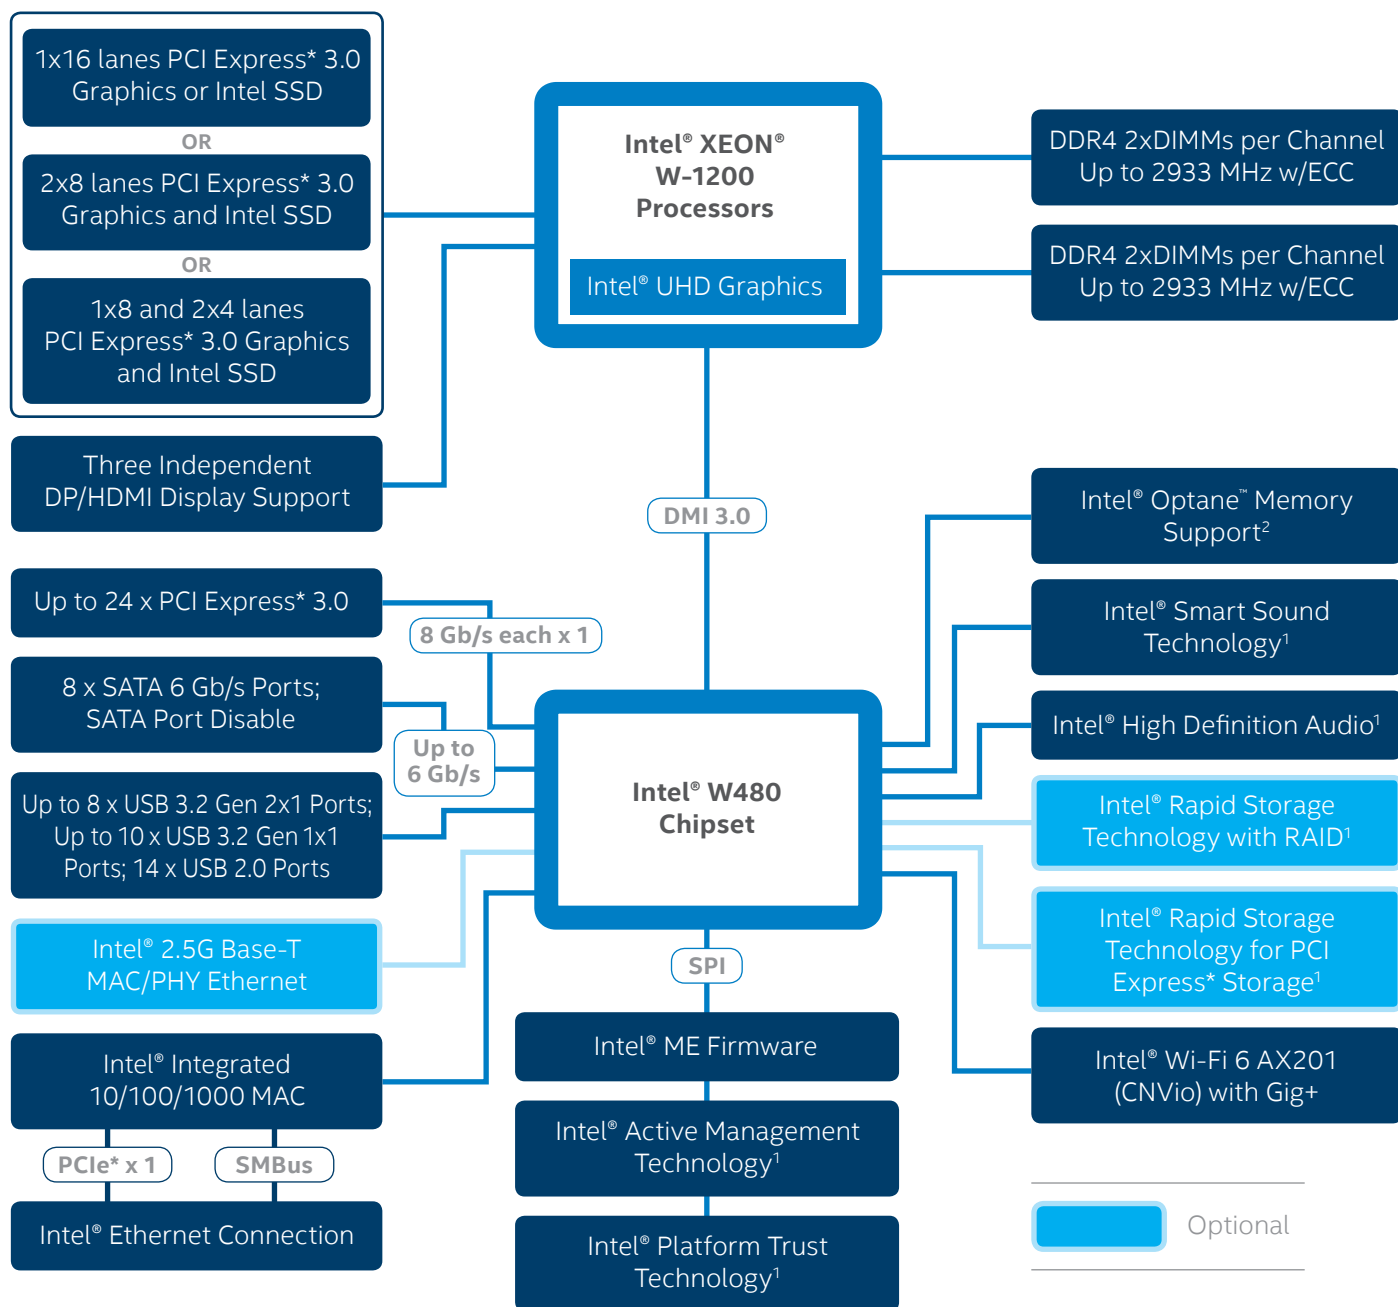 1x16 lanes PCI Express* 3.0
Graphics or Intel SSD
OR
2x8 lanes PCI Express* 3.0
Graphics and Intel SSD
OR
1x8 and 2x4 lanes
PCI Express* 3.0 Graphics
and Intel SSD
Three Independent
DP/HDMI Display Support
Intel® XEON®
W-1200
Processors
Intel® UHD Graphics
DDR4 2xDIMMs per Channel
Up to 2933 MHz w/ECC
DDR4 2xDIMMs per Channel
Up to 2933 MHz w/ECC
DMI 3.0
Up to 24 x PCI Express* 3.0
8 Gb/s each x 1
8 x SATA 6 Gb/s Ports;
SATA Port Disable
Up to
6 Gb/s
Up to 8 x USB 3.2 Gen 2x1 Ports;
Up to 10 x USB 3.2 Gen 1x1
Ports; 14 x USB 2.0 Ports
Intel® 2.5G Base-T
MAC/PHY Ethernet
Intel® Integrated
10/100/1000 MAC
PCIe* x 1
SMBus
Intel® Ethernet Connection
Intel® W480
Chipset
SPI
Intel® ME Firmware
Intel® Active Management
Technology¹
Intel® Platform Trust
Technology¹
Intel® Optane™ Memory
Support²
Intel® Smart Sound
Technology¹
Intel® High Definition Audio¹
Intel® Rapid Storage
Technology with RAID¹
Intel® Rapid Storage
Technology for PCI
Express* Storage¹
Intel® Wi-Fi 6 AX201
(CNVio) with Gig+
Optional